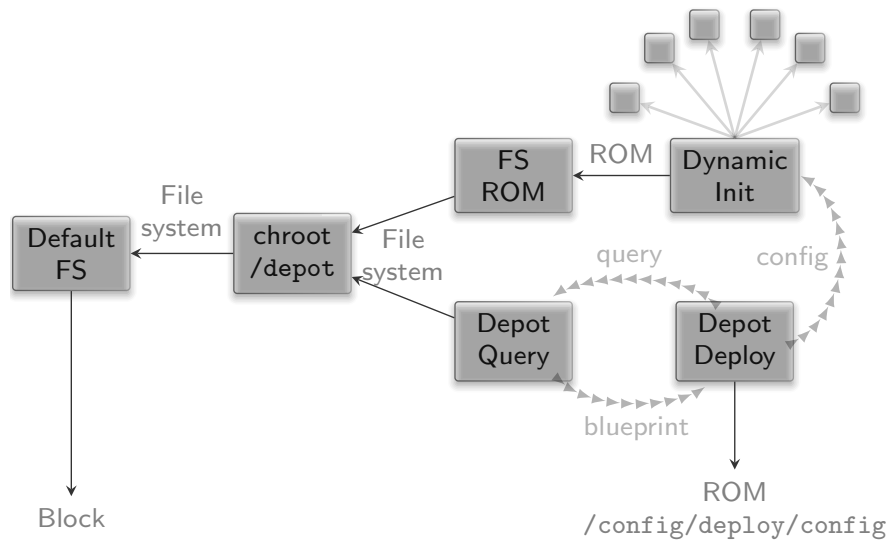 FS
ROM
ROM
Dynamic
Init
File
system
Default
FS
chroot
/depot
File
system
query
config
Depot
Query
Depot
Deploy
blueprint
Block
ROM
/config/deploy/config